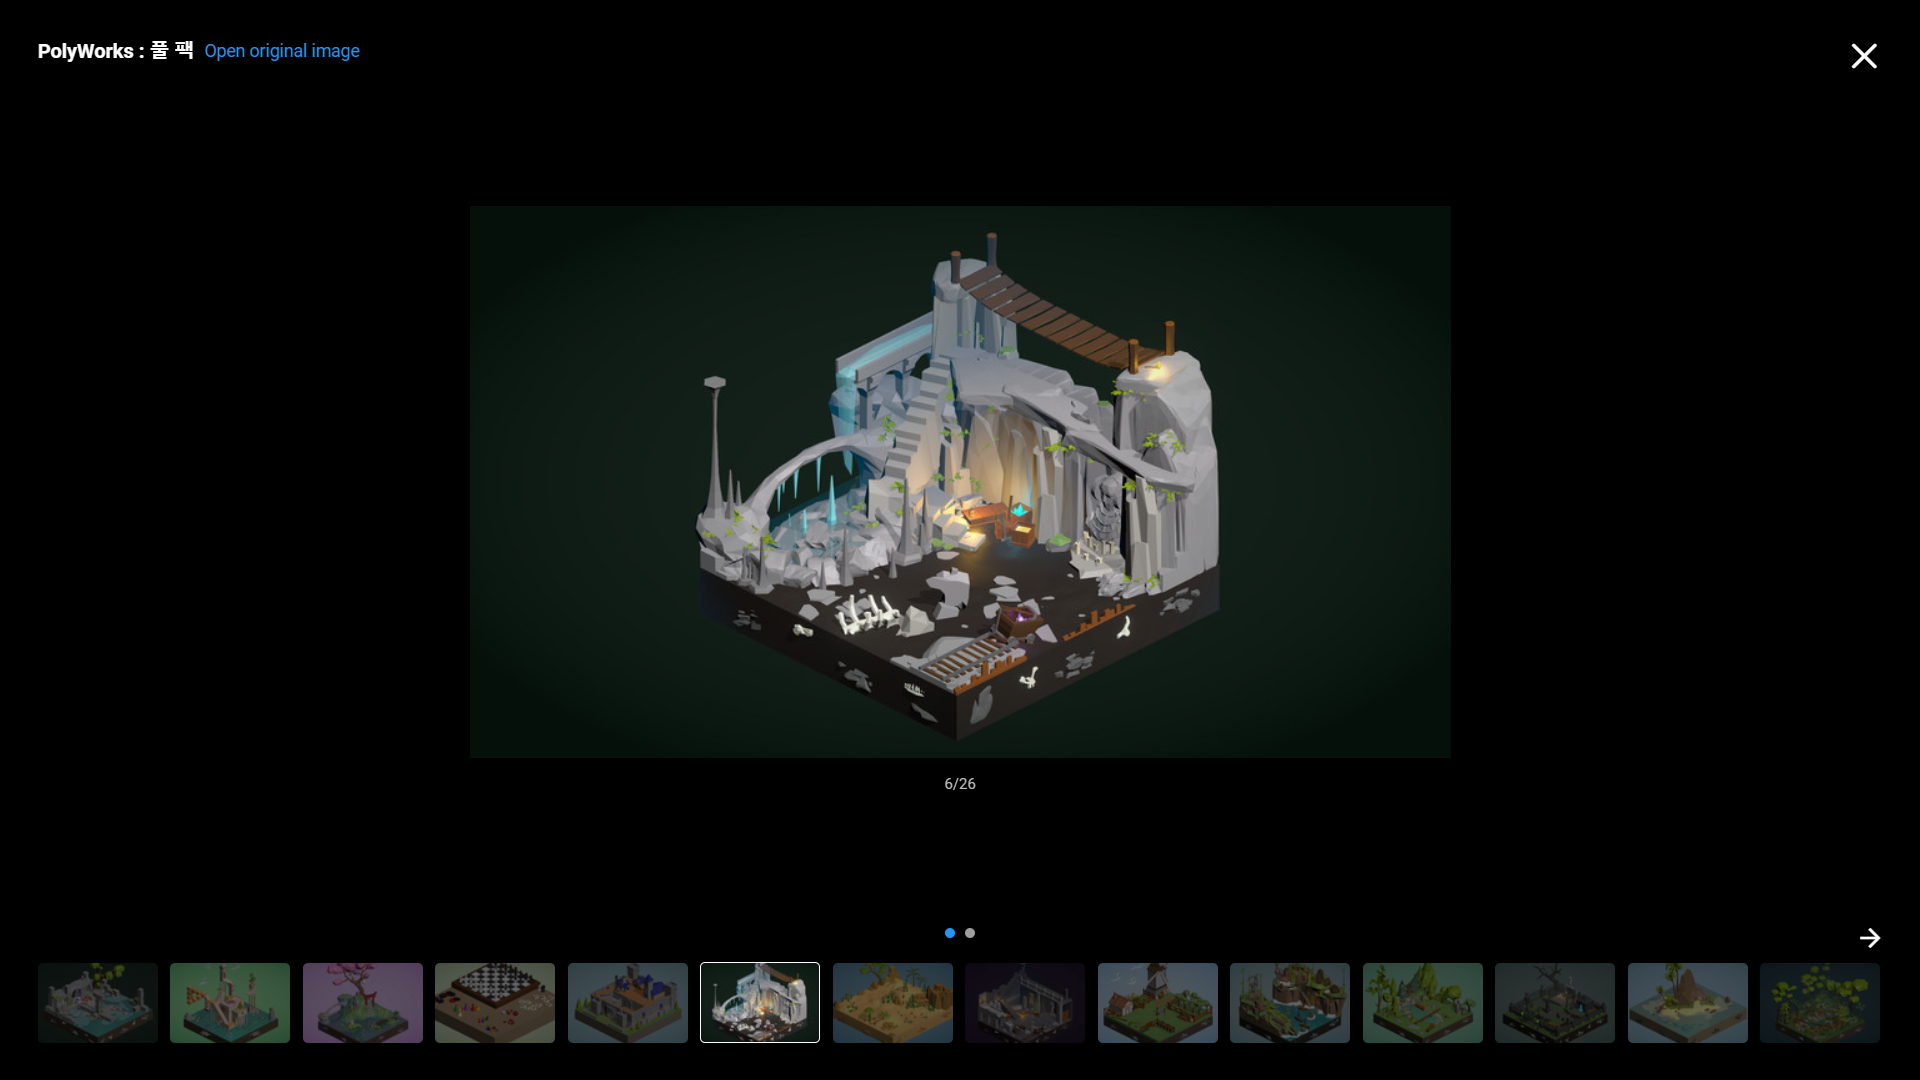 PolyWorks : 풀 팩 Open original image
6/26